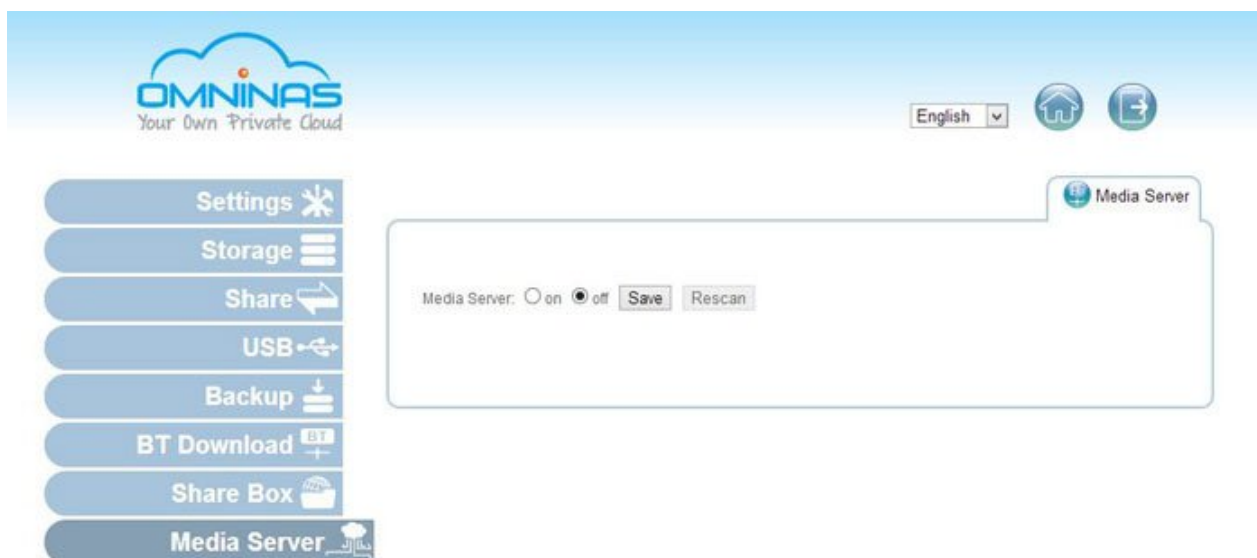 OMNINAS
Your Own Private Cloud
English
Settings
Media Server
Storage
Share
Media Server: on off Save Rescan
USB
Backup
BT Download BT
Share Box
Media Server